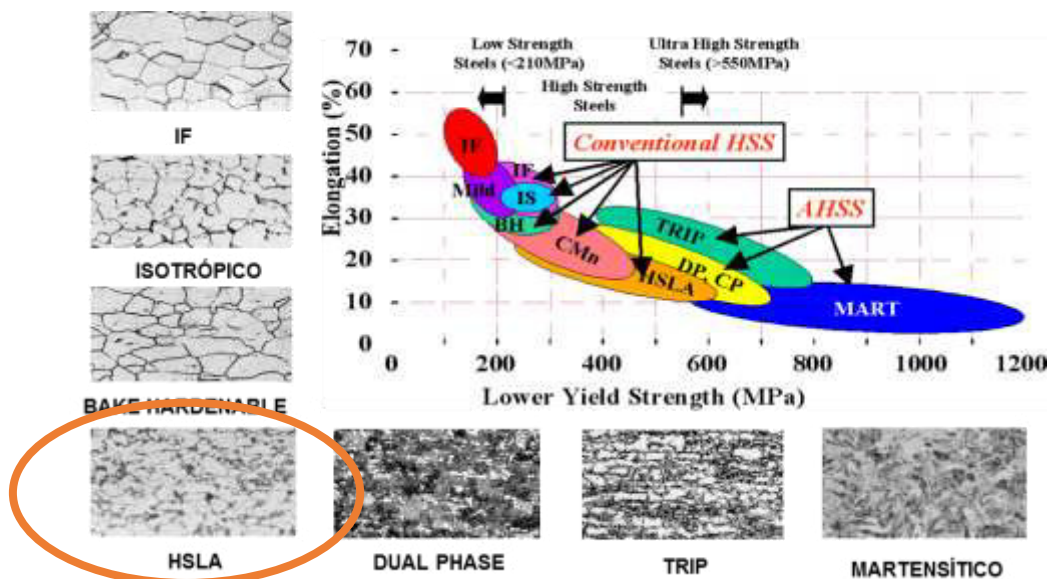 IF
ISOTRÓPICO
BAKE HARDENABLE
HSLA
DUAL PHASE
TRIP
MARTENSÍTICO
Low Strength
Steels (<210MPa)
Ultra High Strength
Steels (>550MPa)
High Strength
Steels
Conventional HSS
AHSS
Elongation (%)
70
60
50
40
30
20
10
0
IF
Mild
IF
IS
BH
CMn
HSLA
TRIP
DP, CP
MART
0
200
400
600
800
1000
1200
Lower Yield Strength (MPa)